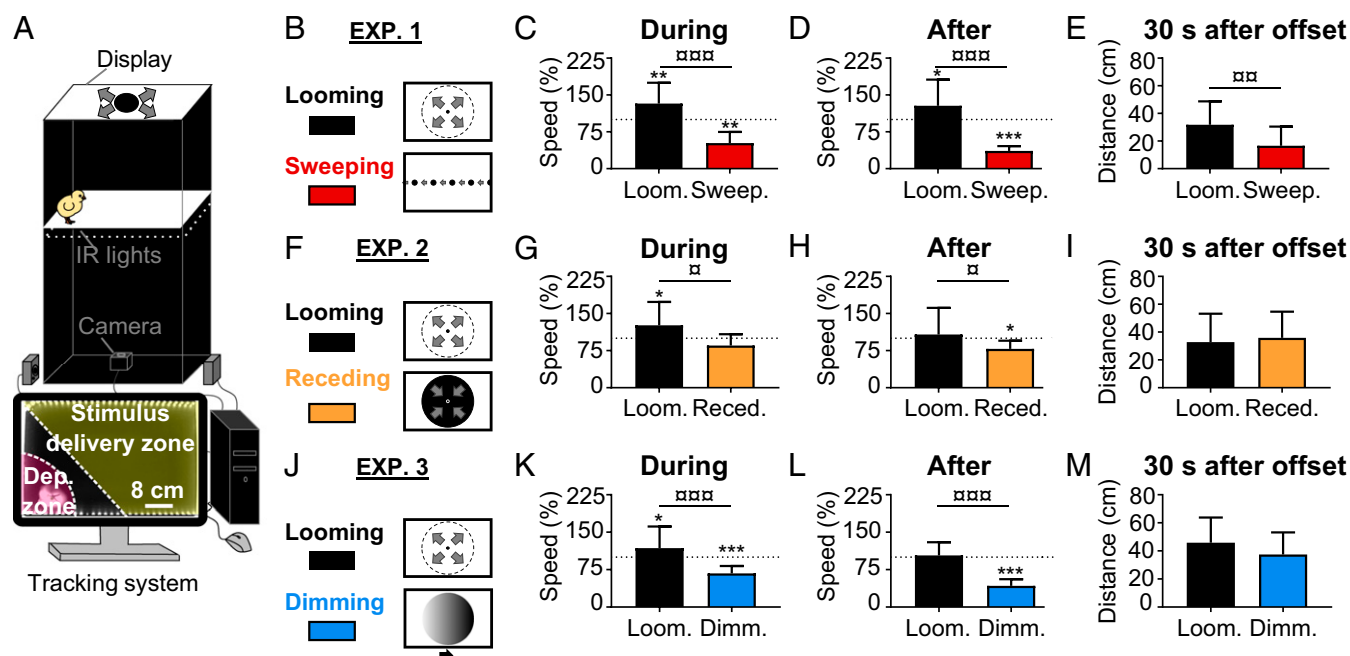 A
Display
IR lights
Camera
Stimulus
delivery zone
Dep.
zone
8 cm
Tracking system
B EXP. 1
Looming
Sweeping
C During
¤¤¤
Speed (%)
225
150
75
0
**
**
Loom. Sweep.
D After
¤¤¤
Speed (%)
225
150
75
0
*
***
Loom. Sweep.
E 30 s after offset
¤¤
Distance (cm)
80
60
40
20
0
Loom. Sweep.
F EXP. 2
Looming
Receding
G During
¤
Speed (%)
225
150
75
0
*
Loom. Reced.
H After
¤
Speed (%)
225
150
75
0
*
Loom. Reced.
I 30 s after offset
Distance (cm)
80
60
40
20
0
Loom. Reced.
J EXP. 3
Looming
Dimming
K During
¤¤¤
Speed (%)
225
150
75
0
*
***
Loom. Dimm.
L After
¤¤¤
Speed (%)
225
150
75
0
***
Loom. Dimm.
M 30 s after offset
Distance (cm)
80
60
40
20
0
Loom. Dimm.